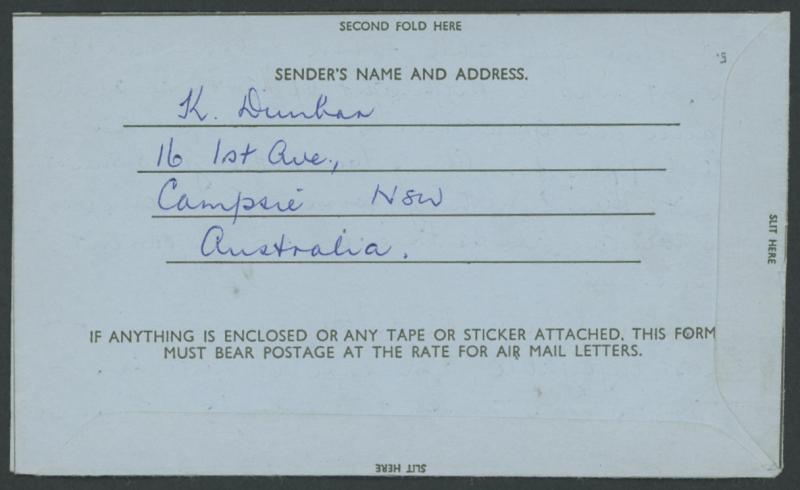 SECOND FOLD HERE
SENDER'S NAME AND ADDRESS.
K. Dunbar
16 1st Ave.,
Campsie NSW
Australia.
SLIT HERE
IF ANYTHING IS ENCLOSED OR ANY TAPE OR STICKER ATTACHED, THIS FORM
MUST BEAR POSTAGE AT THE RATE FOR AIR MAIL LETTERS.
SLIT HERE